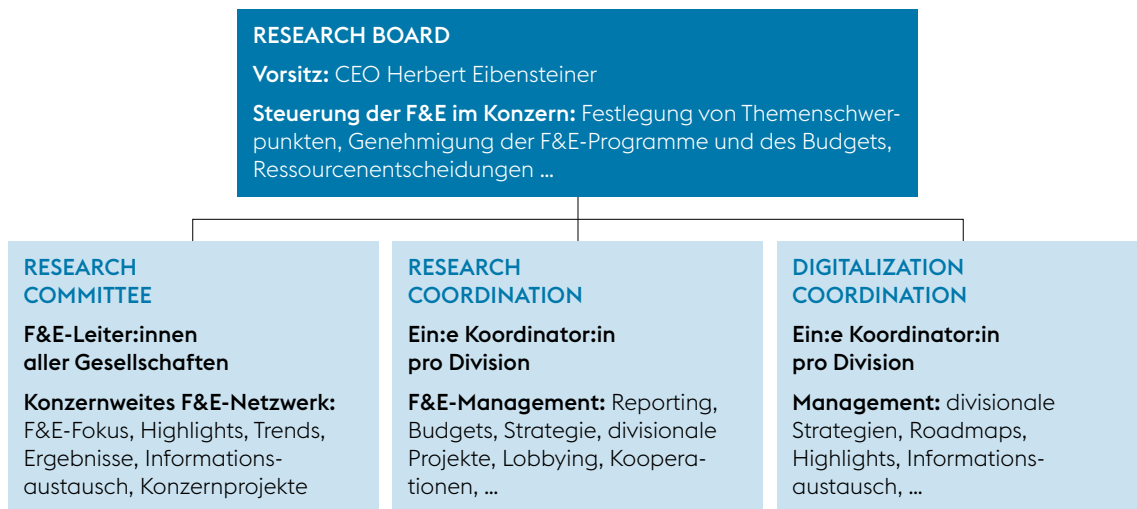 RESEARCH BOARD
Vorsitz: CEO Herbert Eibensteiner
Steuerung der F&E im Konzern: Festlegung von Themenschwer-
punkten, Genehmigung der F&E-Programme und des Budgets,
Ressourcenentscheidungen ...
RESEARCH
COMMITTEE
F&E-Leiter:innen
aller Gesellschaften
Konzernweites F&E-Netzwerk:
F&E-Fokus, Highlights, Trends,
Ergebnisse, Informations-
austausch, Konzernprojekte
RESEARCH
COORDINATION
Ein:e Koordinator:in
pro Division
F&E-Management: Reporting,
Budgets, Strategie, divisionale
Projekte, Lobbying, Koopera-
tionen, ...
DIGITALIZATION
COORDINATION
Ein:e Koordinator:in
pro Division
Management: divisionale
Strategien, Roadmaps,
Highlights, Informations-
austausch, ...